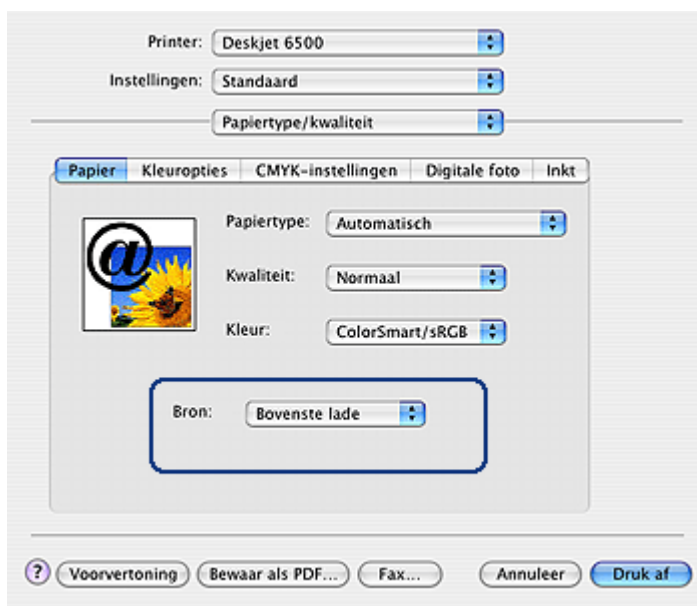 Printer: Deskjet 6500
Instellingen: Standaard
Papiertype/kwaliteit
Papier Kleuropties CMYK-instellingen Digitale foto Inkt
@
Papiertype: Automatisch
Kwaliteit: Normaal
Kleur: ColorSmart/sRGB
Bron: Bovenste lade
? Voorvertoning Bewaar als PDF... Fax... Annuleer Druk af